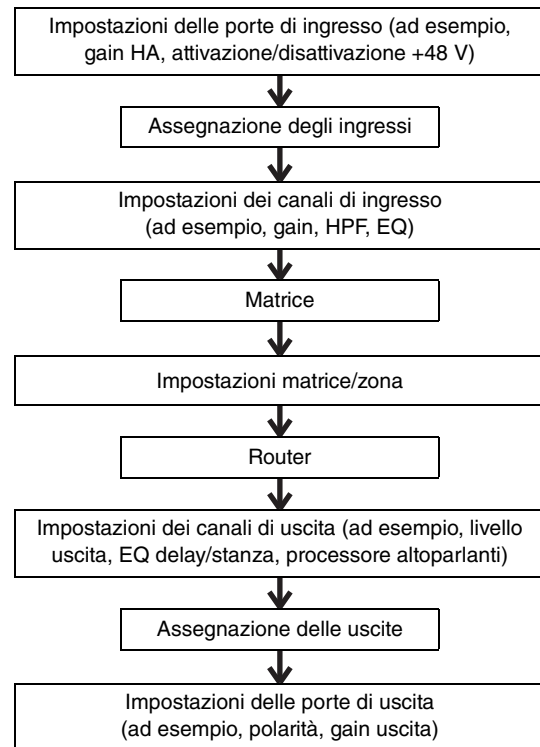 Impostazioni delle porte di ingresso (ad esempio,
gain HA, attivazione/disattivazione +48 V)
Assegnazione degli ingressi
Impostazioni dei canali di ingresso
(ad esempio, gain, HPF, EQ)
Matrice
Impostazioni matrice/zona
Router
Impostazioni dei canali di uscita (ad esempio, livello
uscita, EQ delay/stanza, processore altoparlanti)
Assegnazione delle uscite
Impostazioni delle porte di uscita
(ad esempio, polarità, gain uscita)